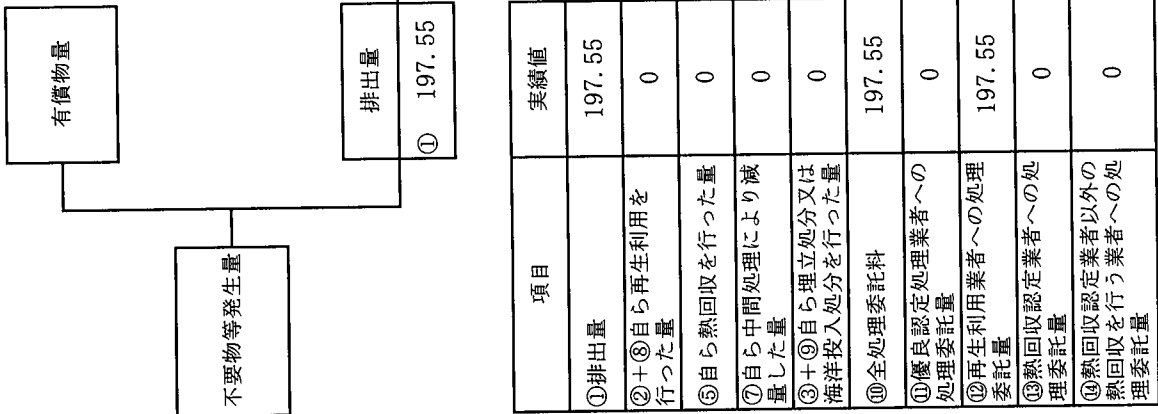 有償物量
不要物等発生量
排出量
① 197.55
項目
実績値
①排出量
197.55
②+⑧自ら再生利用を
行った量
0
⑤自ら熱回収を行った量
0
⑦自ら中間処理により減
量した量
0
③+⑨自ら埋立処分又は
海洋投入処分を行った量
0
⑩全処理委託料
197.55
⑪優良認定処理業者への
処理委託量
0
⑫再生利用業者への処理
委託量
197.55
⑬熱回収認定業者への処
理委託量
0
⑭熱回収認定業者以外の
熱回収を行う業者への処
理委託量
0